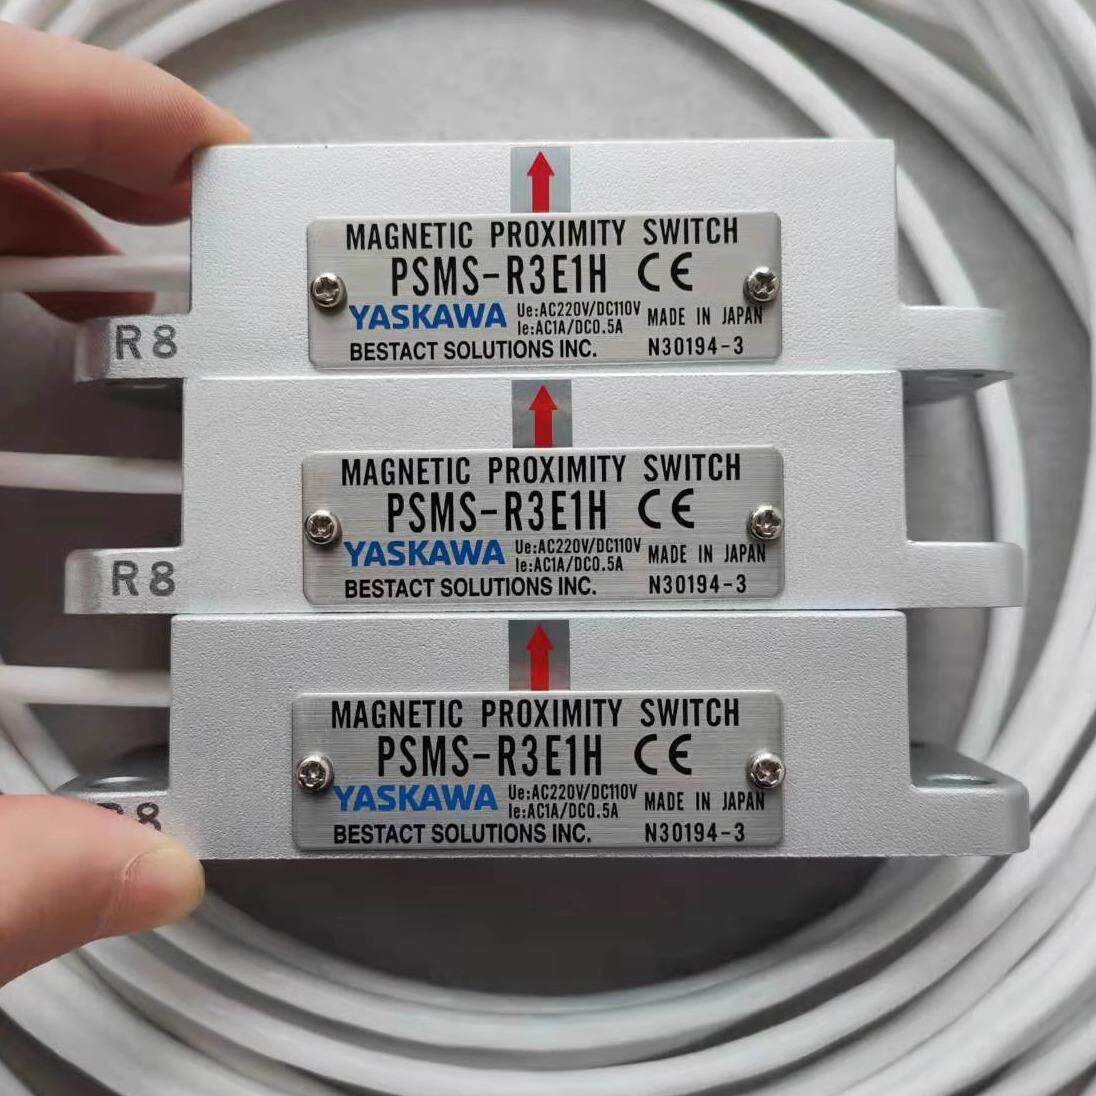 MAGNETIC PROXIMITY SWITCH
PSMS-R3E1H CE
YASKAWA Ue:AC220V/DC110V MADE IN JAPAN
Ie:AC1A/DC0.5A
BESTACT SOLUTIONS INC. N30194-3
R8
MAGNETIC PROXIMITY SWITCH
PSMS-R3E1H CE
YASKAWA Ue:AC220V/DC110V MADE IN JAPAN
Ie:AC1A/DC0.5A
BESTACT SOLUTIONS INC. N30194-3
R8
MAGNETIC PROXIMITY SWITCH
PSMS-R3E1H CE
YASKAWA Ue:AC220V/DC110V MADE IN JAPAN
Ie:AC1A/DC0.5A
BESTACT SOLUTIONS INC. N30194-3
R8